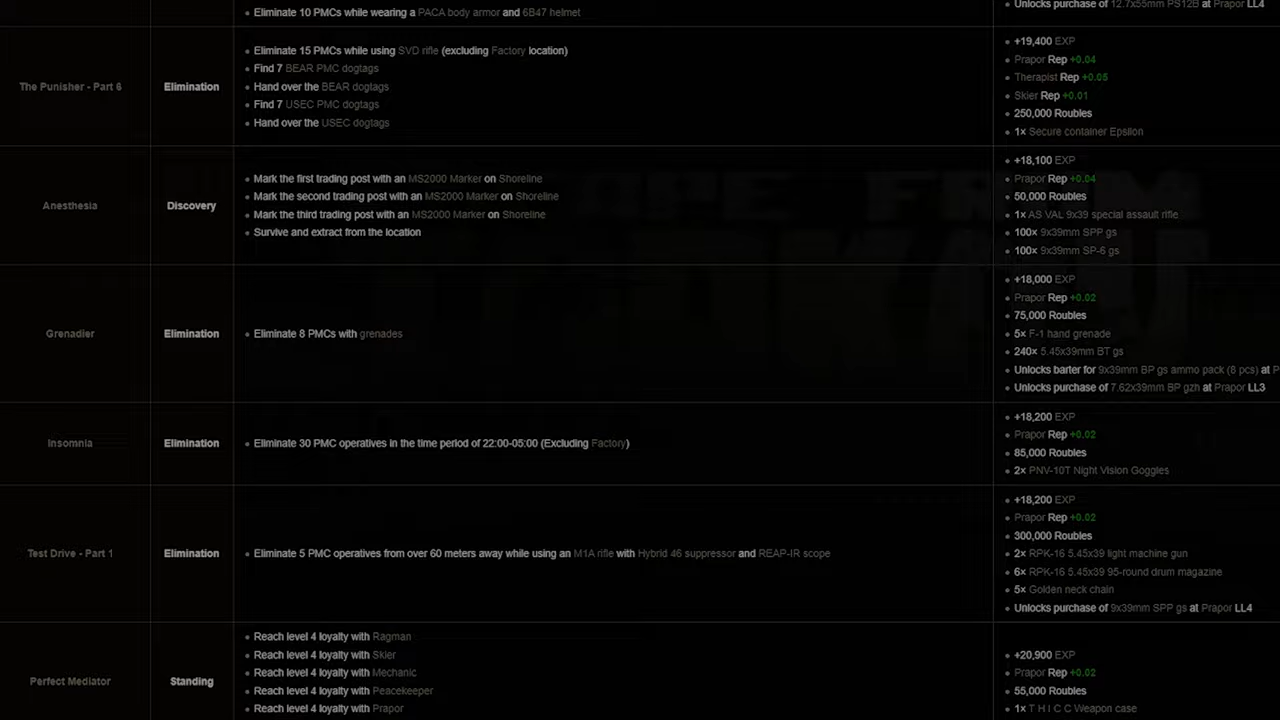 Eliminate 10 PMCs while wearing a PACA body armor and 6B47 helmet
Unlocks purchase of 12.7x55mm PS12B at Prapor LL4
The Punisher - Part 6
Elimination
Eliminate 15 PMCs while using SVD rifle (excluding Factory location)
Find 7 BEAR PMC dogtags
Hand over the BEAR dogtags
Find 7 USEC PMC dogtags
Hand over the USEC dogtags
+19,400 EXP
Prapor Rep +0.04
Therapist Rep +0.05
Skier Rep +0.01
250,000 Roubles
1× Secure container Epsilon
Anesthesia
Discovery
Mark the first trading post with an MS2000 Marker on Shoreline
Mark the second trading post with an MS2000 Marker on Shoreline
Mark the third trading post with an MS2000 Marker on Shoreline
Survive and extract from the location
+18,100 EXP
Prapor Rep +0.04
50,000 Roubles
1× AS VAL 9x39 special assault rifle
100× 9x39mm SPP gs
100× 9x39mm SP-6 gs
Grenadier
Elimination
Eliminate 8 PMCs with grenades
+18,000 EXP
Prapor Rep +0.02
75,000 Roubles
5× F-1 hand grenade
240× 5.45x39mm BT gs
Unlocks barter for 9x39mm BP gs ammo pack (8 pcs) at P
Unlocks purchase of 7.62x39mm BP gzh at Prapor LL3
Insomnia
Elimination
Eliminate 30 PMC operatives in the time period of 22:00-05:00 (Excluding Factory)
+18,200 EXP
Prapor Rep +0.02
85,000 Roubles
2× PNV-10T Night Vision Goggles
Test Drive - Part 1
Elimination
Eliminate 5 PMC operatives from over 60 meters away while using an M1A rifle with Hybrid 46 suppressor and REAP-IR scope
+18,200 EXP
Prapor Rep +0.02
300,000 Roubles
2× RPK-16 5.45x39 light machine gun
6× RPK-16 5.45x39 95-round drum magazine
5× Golden neck chain
Unlocks purchase of 9x39mm SPP gs at Prapor LL4
Perfect Mediator
Standing
Reach level 4 loyalty with Ragman
Reach level 4 loyalty with Skier
Reach level 4 loyalty with Mechanic
Reach level 4 loyalty with Peacekeeper
Reach level 4 loyalty with Prapor
+20,900 EXP
Prapor Rep +0.02
55,000 Roubles
1× T H I C C Weapon case